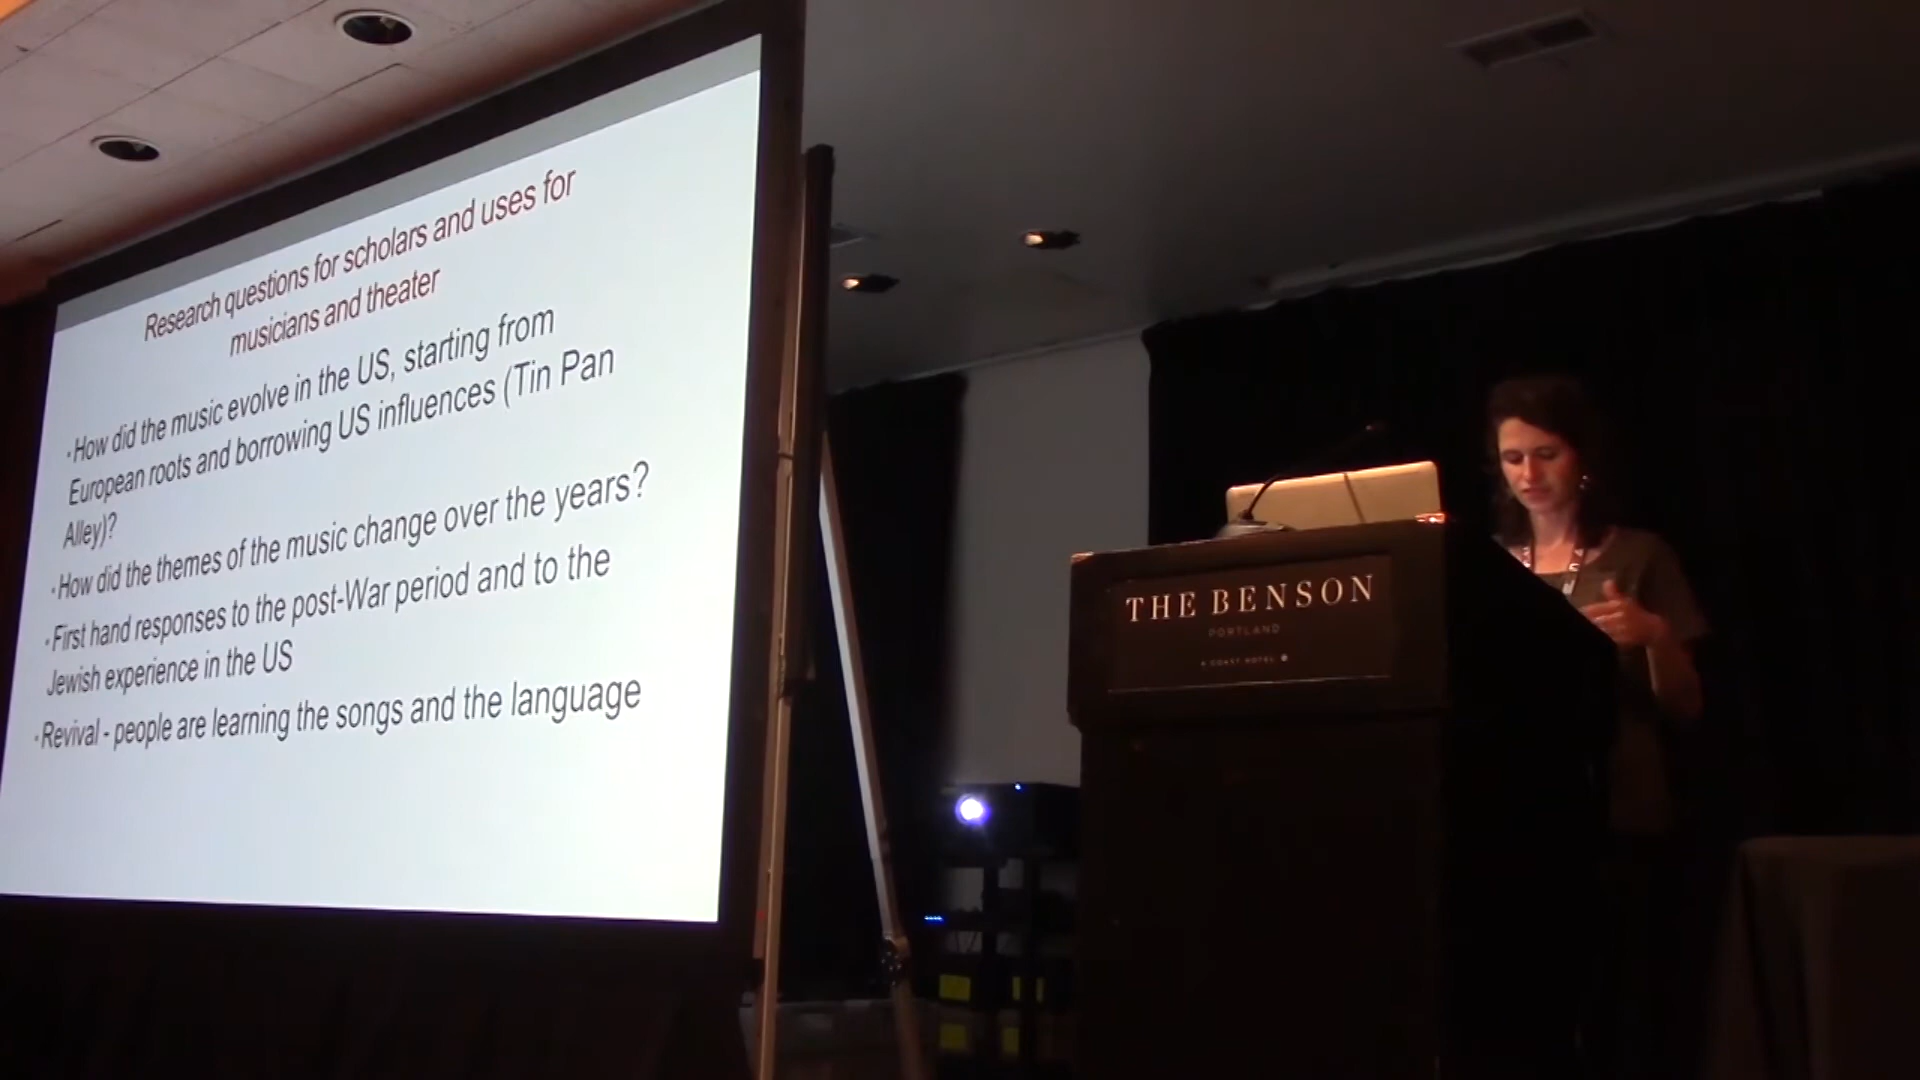 Research questions for scholars and uses for
musicians and theater
·How did the music evolve in the US, starting from
European roots and borrowing US influences (Tin Pan
Alley)?
·How did the themes of the music change over the years?
·First hand responses to the post-War period and to the
Jewish experience in the US
·Revival - people are learning the songs and the language
THE BENSON
PORTLAND
A COAST HOTEL